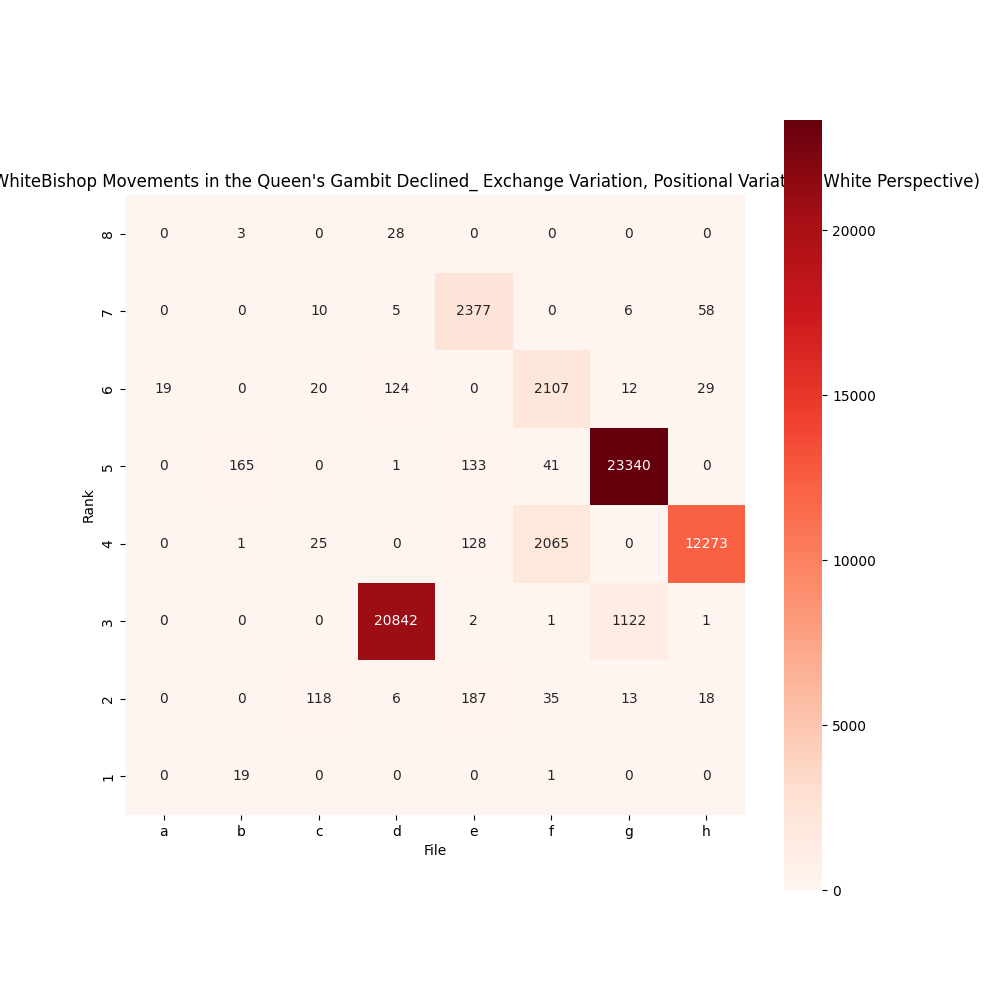 WhiteBishop Movements in the Queen's Gambit Declined_ Exchange Variation, Positional Variat White Perspective)
20000
15000
10000
5000
0
Rank
8 0 3 0 28 0 0 0 0
7 0 0 10 5 2377 0 6 58
6 19 0 20 124 0 2107 12 29
5 0 165 0 1 133 41 23340 0
4 0 1 25 0 128 2065 0 12273
3 0 0 0 20842 2 1 1122 1
2 0 0 118 6 187 35 13 18
1 0 19 0 0 0 1 0 0
a b c d e f g h
File